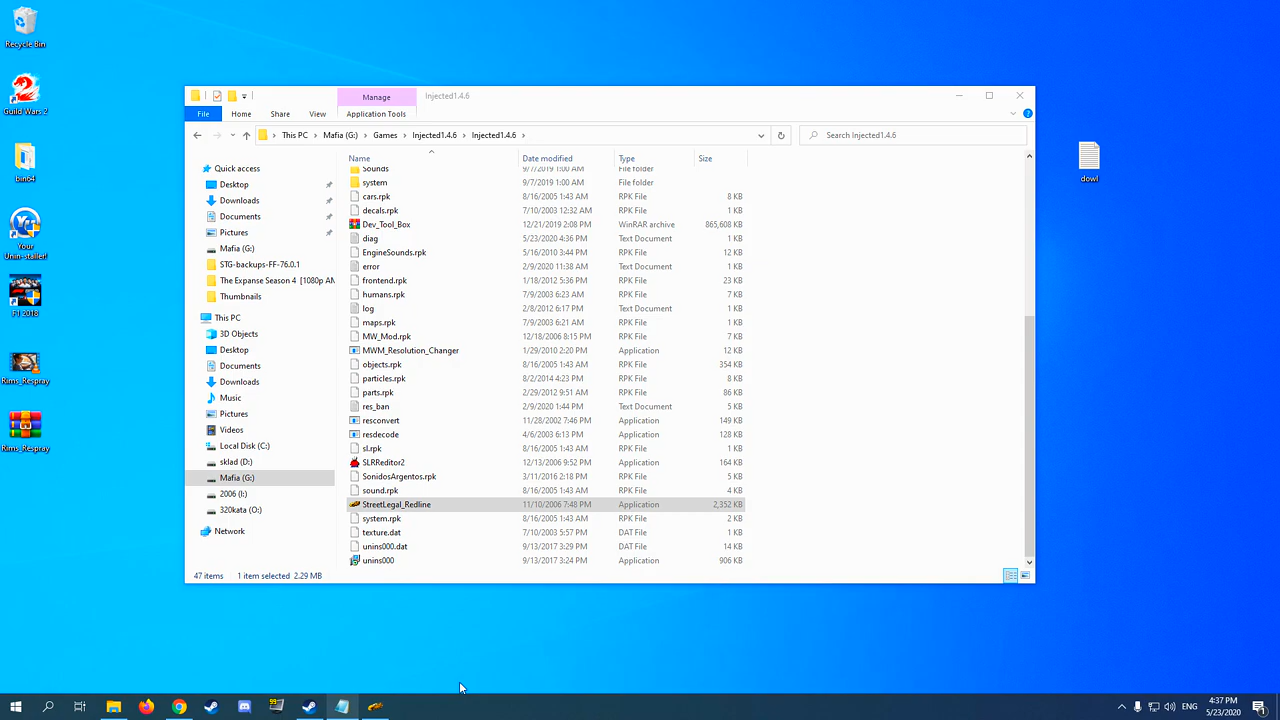 Recycle Bin
Guild Wars 2
bin64
Your
Unin-staller!
F1 2018
Rims_Respray
Rims_Respray
Manage
Injected1.4.6
File
Home
Share
View
Application Tools
This PC
Mafia (G:)
Games
Injected1.4.6
Injected1.4.6
Search Injected1.4.6
Quick access
Desktop
Downloads
Documents
Pictures
Mafia (G:)
STG-backups-FF-76.0.1
The Expanse Season 4 [1080p AM
Thumbnails
This PC
3D Objects
Desktop
Documents
Downloads
Music
Pictures
Videos
Local Disk (C:)
sklad (D:)
Mafia (G:)
2006 (I:)
320kata (O:)
Network
Name Date modified Type Size
Sounds 9/7/2019 1:00 AM File folder
system 9/7/2019 1:00 AM File folder
cars.rpk 8/16/2005 1:43 AM RPK File 8 KB
decals.rpk 7/10/2003 12:32 AM RPK File 1 KB
Dev_Tool_Box 12/21/2019 2:08 PM WinRAR archive 865,608 KB
diag 5/23/2020 4:36 PM Text Document 1 KB
EngineSounds.rpk 5/16/2010 3:44 PM RPK File 12 KB
error 2/9/2020 11:38 AM Text Document 1 KB
frontend.rpk 1/18/2012 5:36 PM RPK File 23 KB
humans.rpk 7/9/2003 6:23 AM RPK File 7 KB
log 2/8/2012 6:17 PM Text Document 1 KB
maps.rpk 7/9/2003 6:21 AM RPK File 1 KB
MW_Mod.rpk 12/18/2006 8:15 PM RPK File 7 KB
MWM_Resolution_Changer 1/29/2010 2:20 PM Application 12 KB
objects.rpk 8/16/2005 1:43 AM RPK File 354 KB
particles.rpk 8/2/2014 4:23 PM RPK File 8 KB
parts.rpk 2/29/2012 9:51 AM RPK File 86 KB
res_ban 2/9/2020 1:44 PM Text Document 5 KB
resconvert 11/28/2002 7:46 PM Application 149 KB
resdecode 4/6/2003 6:13 PM Application 128 KB
sl.rpk 8/16/2005 1:43 AM RPK File 1 KB
SLRReditor2 12/13/2006 9:52 PM Application 164 KB
SonidosArgentos.rpk 3/11/2016 2:18 PM RPK File 5 KB
sound.rpk 8/16/2005 1:43 AM RPK File 4 KB
StreetLegal_Redline 11/10/2006 7:48 PM Application 2,352 KB
system.rpk 8/16/2005 1:43 AM RPK File 2 KB
texture.dat 7/10/2003 5:57 PM DAT File 1 KB
unins000.dat 9/13/2017 3:29 PM DAT File 14 KB
unins000 9/13/2017 3:24 PM Application 906 KB
47 items 1 item selected 2.29 MB
dowl
99
ENG
4:37 PM
5/23/2020